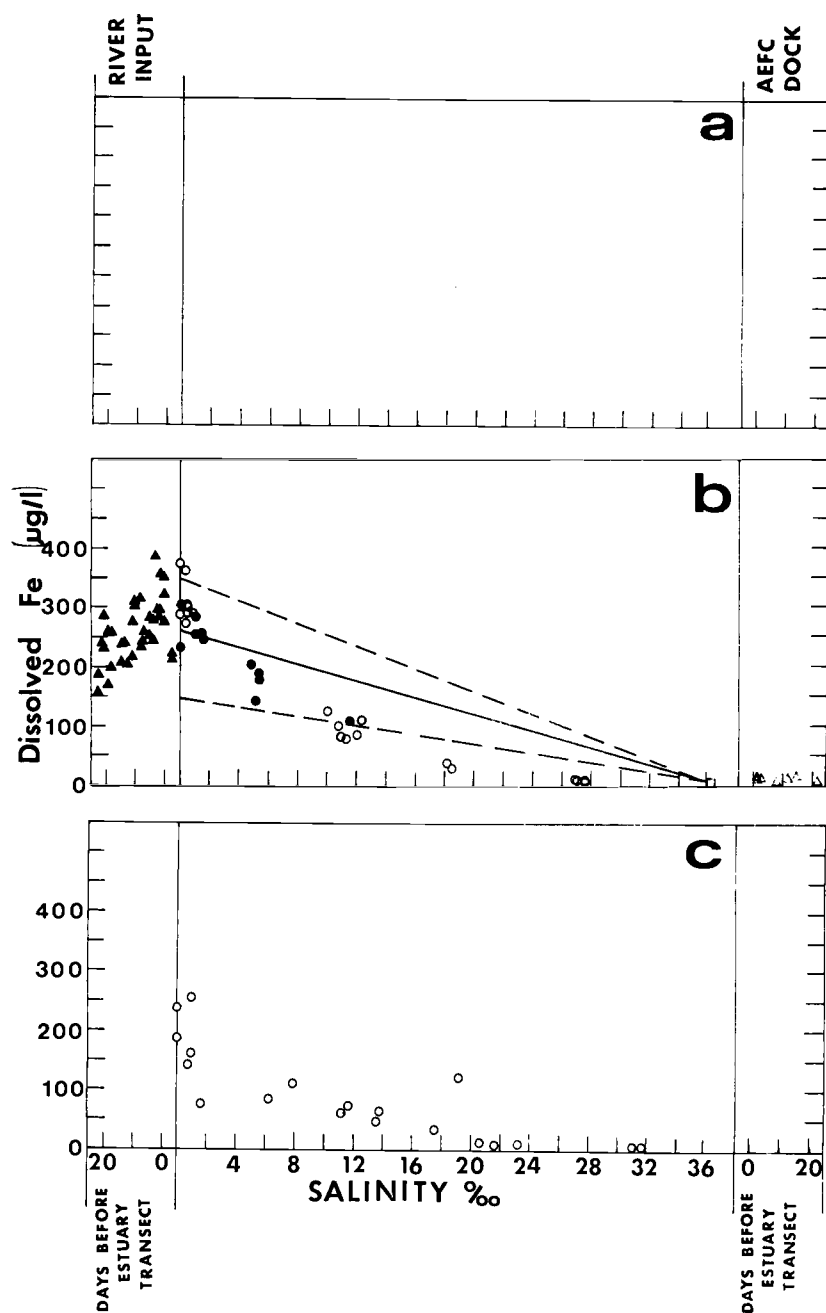 RIVER
INPUT
AEFC
DOCK
a
b
Dissolved Fe (µg/l)
400
300
200
100
0
c
400
300
200
100
0
20 0 4 8 12 16 20 24 28 32 36 0 20
SALINITY ‰
DAYS BEFORE
ESTUARY
TRANSECT
DAYS BEFORE
ESTUARY
TRANSECT